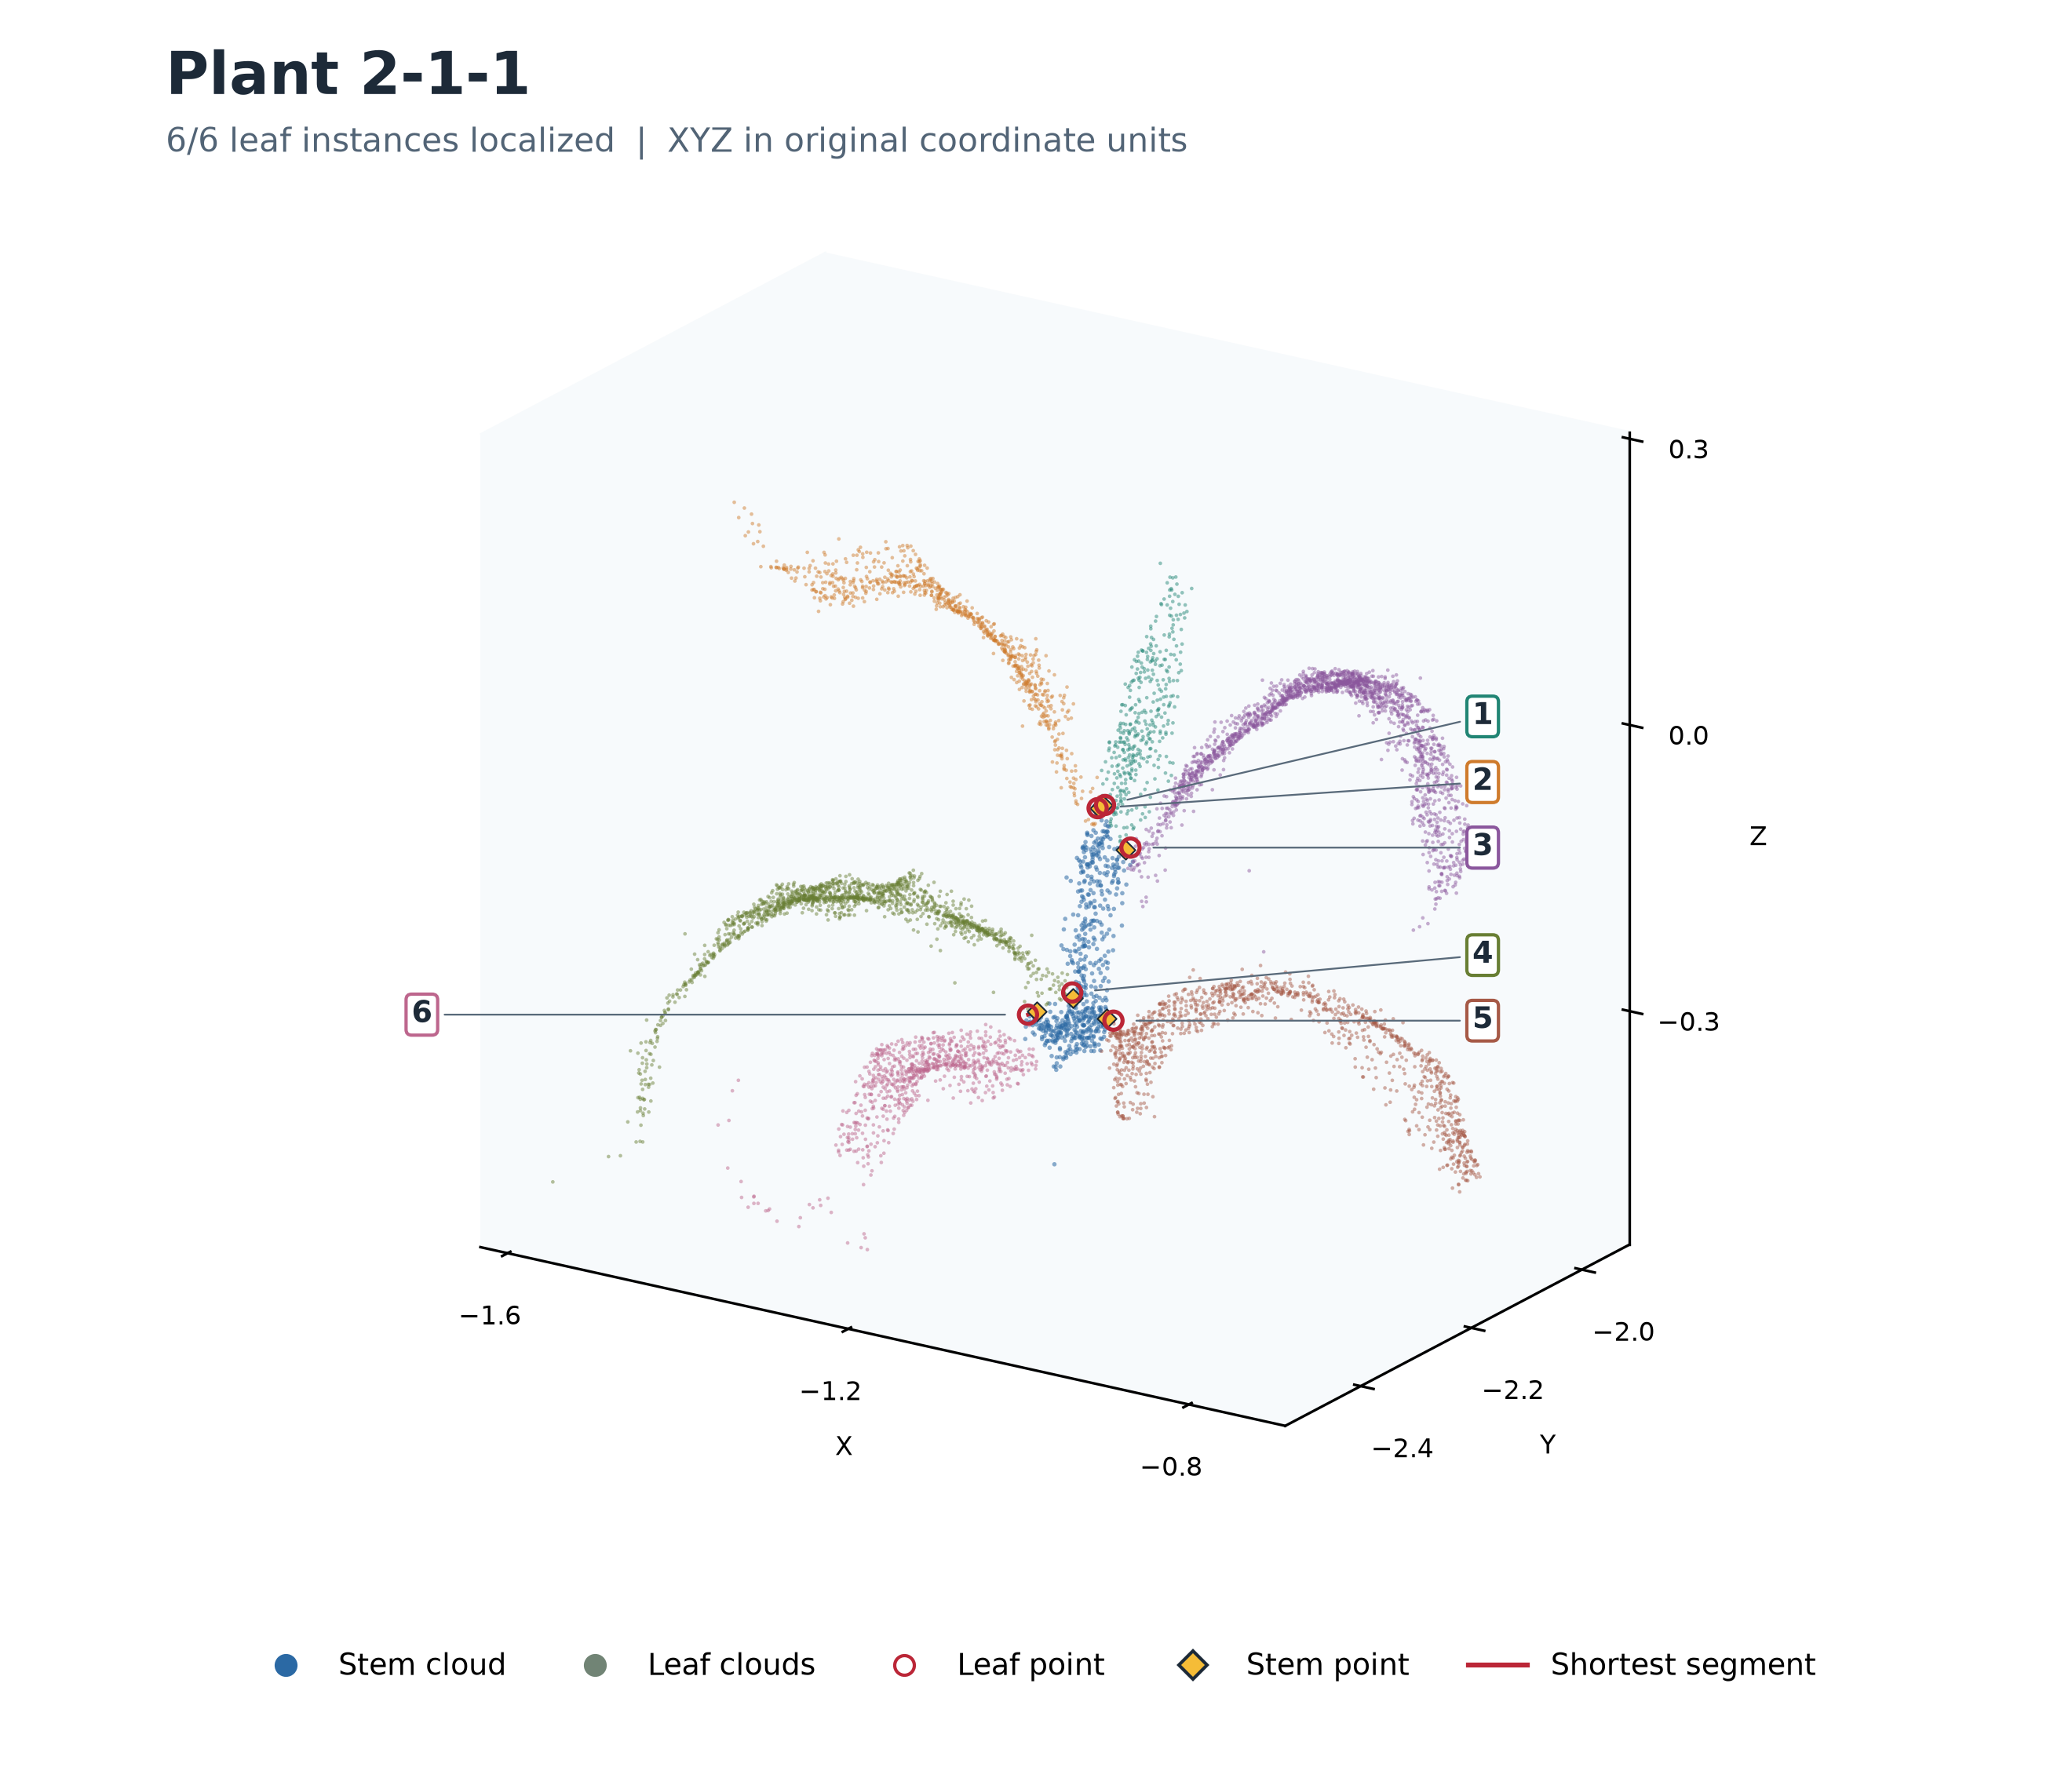 Plant 2-1-1
6/6 leaf instances localized | XYZ in original coordinate units
0.3
1
0.0
2
Z
3
4
6
5
−0.3
−1.6
−2.0
−1.2
−2.2
X
Y
−2.4
−0.8
Stem cloud
Leaf clouds
Leaf point
Stem point
Shortest segment